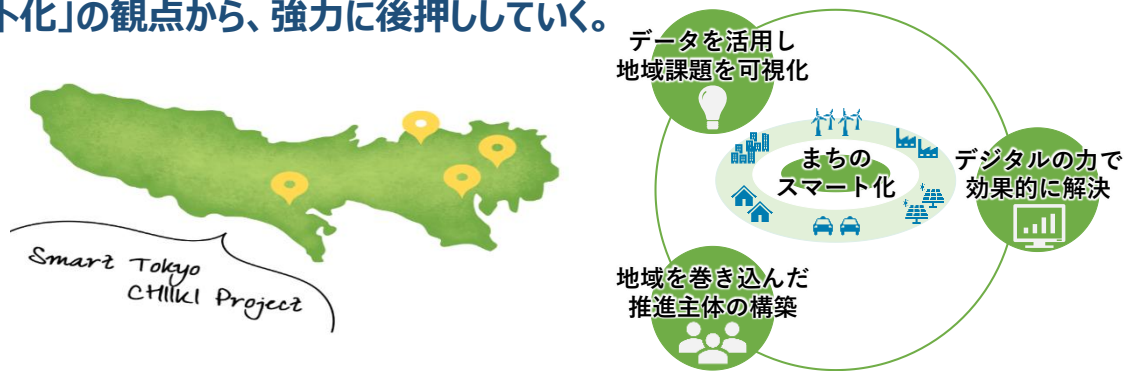 ト化」の観点から、強力に後押ししていく。
Smart Tokyo
CHIIKI Project
データを活用し
地域課題を可視化
まちの
スマート化
デジタルの力で
効果的に解決
地域を巻き込んだ
推進主体の構築